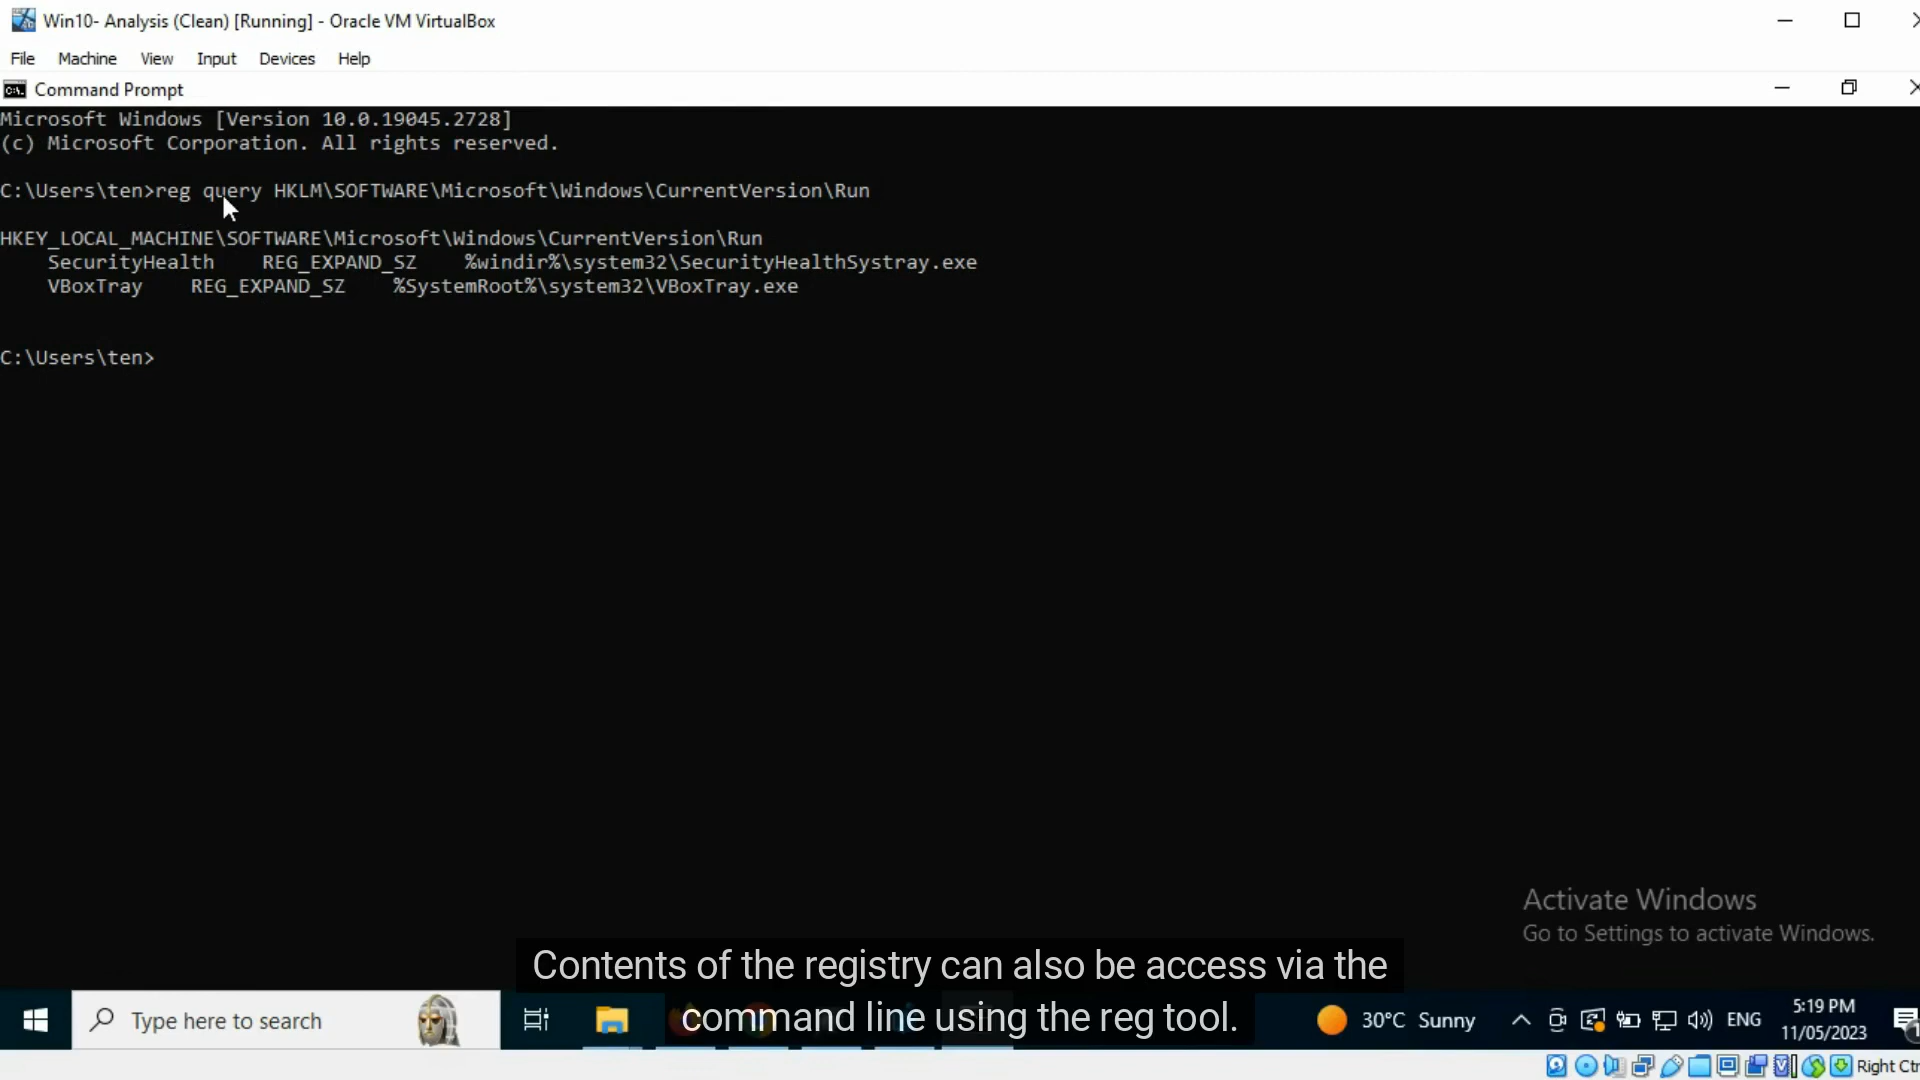 Win10- Analysis (Clean) [Running] - Oracle VM VirtualBox
File Machine View Input Devices Help
Command Prompt
Microsoft Windows [Version 10.0.19045.2728]
(c) Microsoft Corporation. All rights reserved.
C:\Users\ten>reg query HKLM\SOFTWARE\Microsoft\Windows\CurrentVersion\Run
HKEY_LOCAL_MACHINE\SOFTWARE\Microsoft\Windows\CurrentVersion\Run
SecurityHealth REG_EXPAND_SZ %windir%\system32\SecurityHealthSystray.exe
VBoxTray REG_EXPAND_SZ %SystemRoot%\system32\VBoxTray.exe
C:\Users\ten>
Activate Windows
Go to Settings to activate Windows.
Contents of the registry can also be access via the
command line using the reg tool.
Type here to search
30°C Sunny
ENG
5:19 PM
11/05/2023
Right Ctr